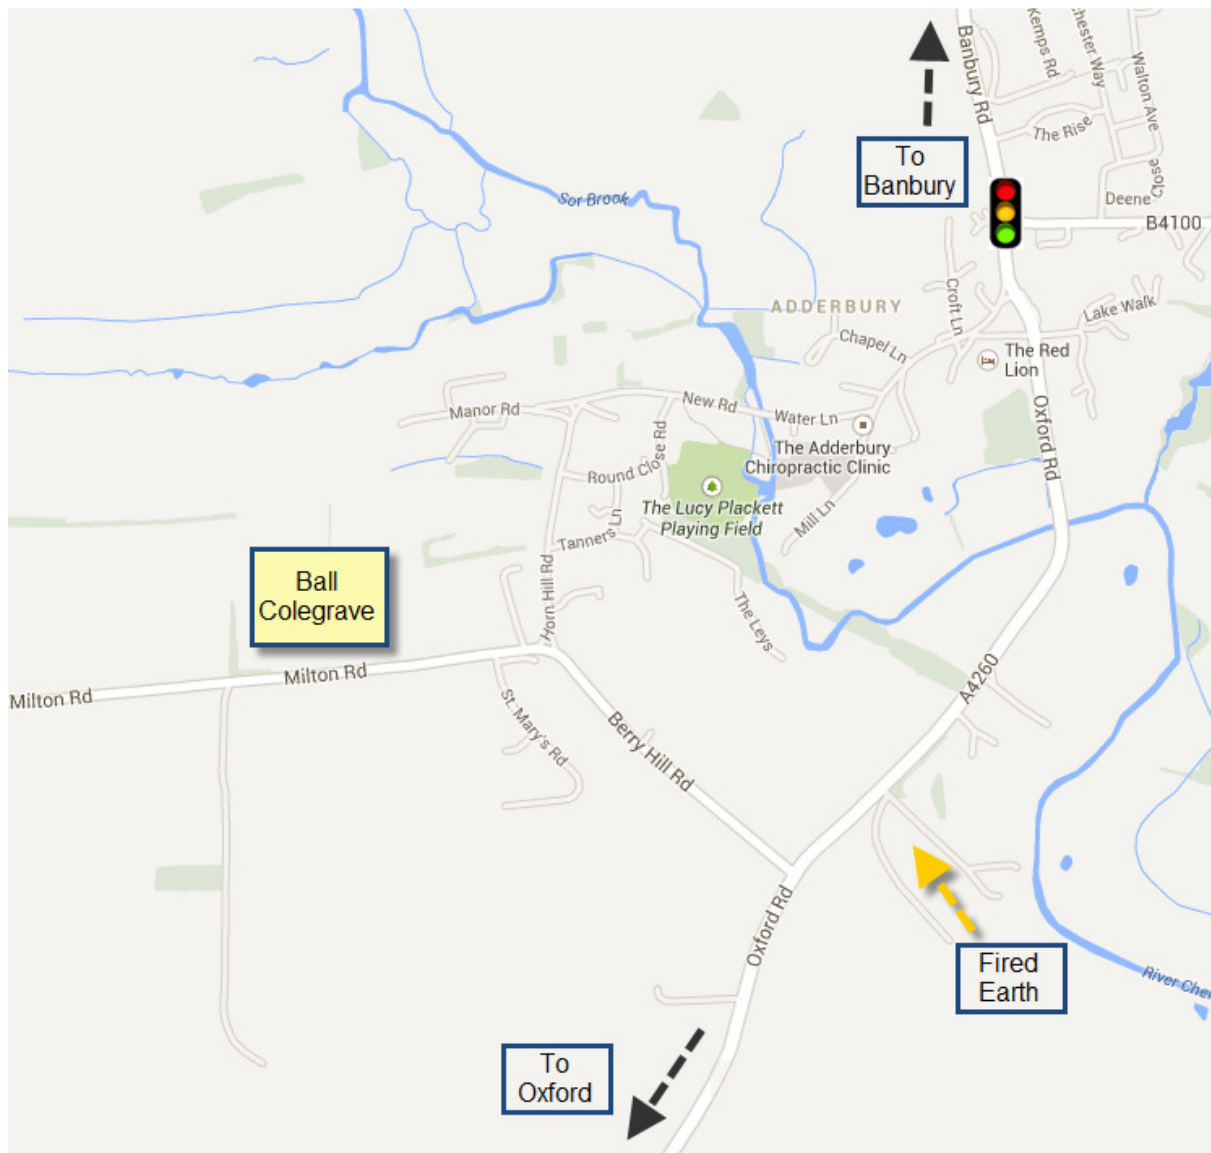 Banbury Rd
Kemps Rd
chester Way
Walton Ave
The Rise
To
Banbury
Close
Deene
B4100
Sor Brook
ADDERBURY
Croft Ln
Lake Walk
Chapel Ln
The Red
Lion
Manor Rd
New Rd
Water Ln
Oxford Rd
The Adderbury
Chiropractic Clinic
Round Close Rd
The Lucy Plackett
Playing Field
Mill Ln
Tanners Ln
Horn Hill Rd
Ball
Colegrave
The Leys
Milton Rd
Milton Rd
A4260
St. Mary's Rd
Berry Hill Rd
Oxford Rd
Fired
Earth
River Cher
To
Oxford